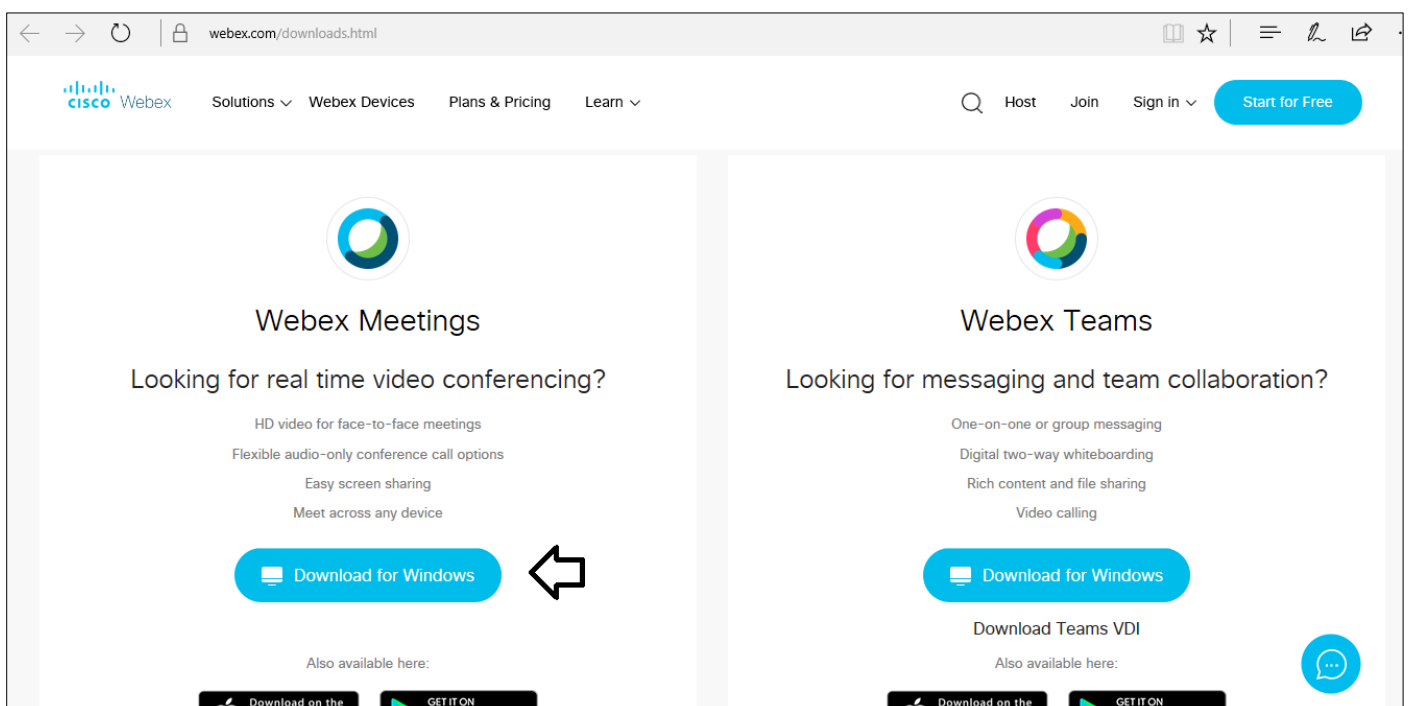 webex.com/downloads.html
cisco Webex Solutions Webex Devices Plans & Pricing Learn Host Join Sign in Start for Free
Webex Meetings
Looking for real time video conferencing?
HD video for face-to-face meetings
Flexible audio-only conference call options
Easy screen sharing
Meet across any device
Download for Windows
Also available here:
Download on the
GET IT ON
Webex Teams
Looking for messaging and team collaboration?
One-on-one or group messaging
Digital two-way whiteboarding
Rich content and file sharing
Video calling
Download for Windows
Download Teams VDI
Also available here:
Download on the
GET IT ON